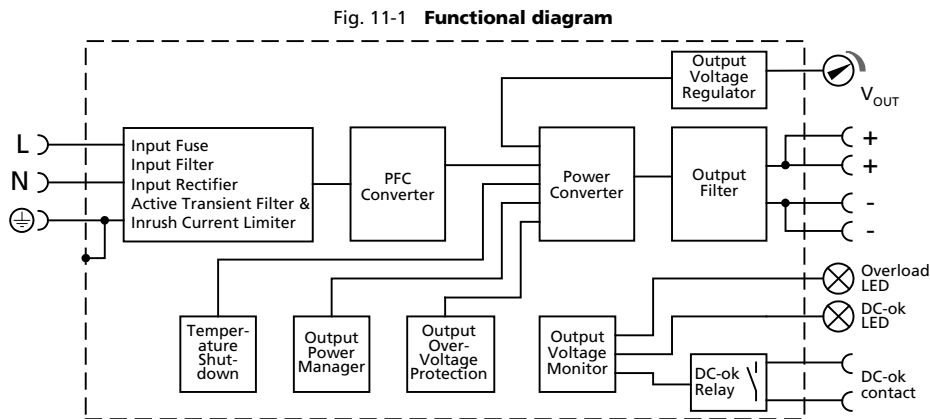 Fig. 11-1 Functional diagram
Output
Voltage
Regulator
V_OUT
L
N
Input Fuse
Input Filter
Input Rectifier
Active Transient Filter &
Inrush Current Limiter
PFC
Converter
Power
Converter
Output
Filter
+
+
-
-
Temper-
ature
Shut-
down
Output
Power
Manager
Output
Over-
Voltage
Protection
Output
Voltage
Monitor
Overload
LED
DC-ok
LED
DC-ok
Relay
DC-ok
contact